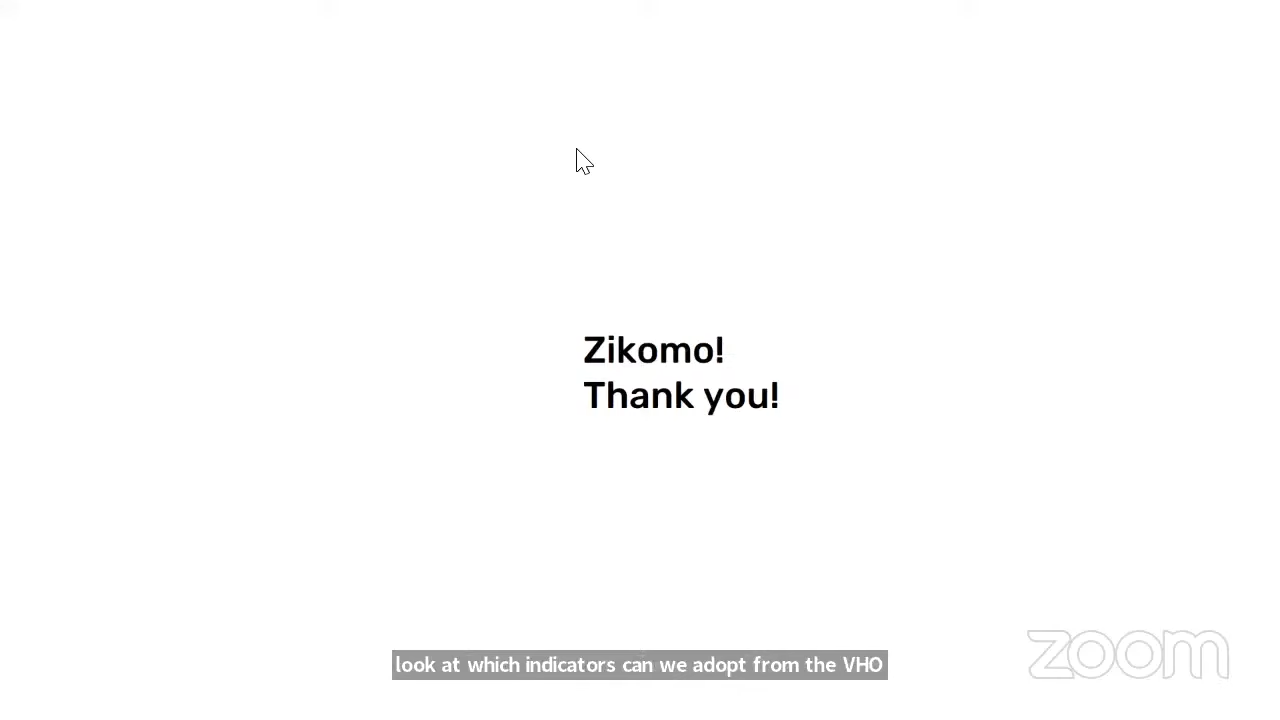 Zikomo!
Thank you!
look at which indicators can we adopt from the VHO
zoom